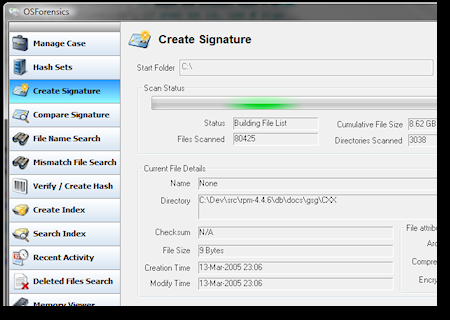 OSForensics
Manage Case
Hash Sets
Create Signature
Compare Signature
File Name Search
Mismatch File Search
Verify / Create Hash
Create Index
Search Index
Recent Activity
Deleted Files Search
Memory Viewer
Create Signature
Start Folder C:\
Scan Status
Status Building File List Cumulative File Size 8.62 GB
Files Scanned 80425 Directories Scanned 3038
Current File Details
Name None
Directory C:\Dev\src\rpm-4.4.6\db\docs\gsg\CXX
Checksum N/A File attrib
File Size 9 Bytes Arc
Creation Time 13-Mar-2005 23:06 Compre
Modify Time 13-Mar-2005 23:06 Encry